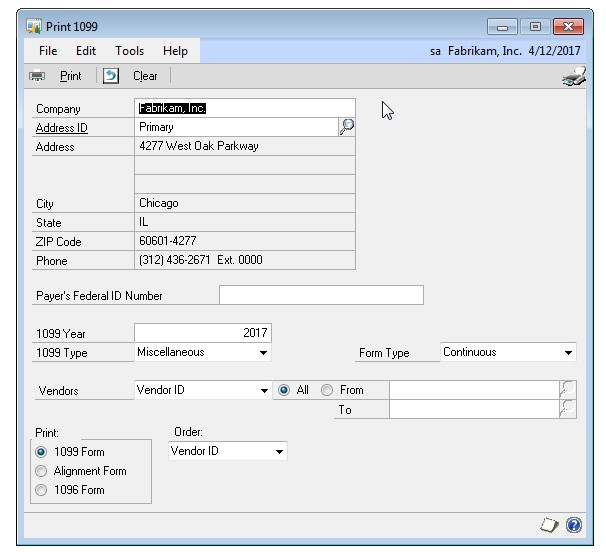 Print 1099
File Edit Tools Help sa Fabrikam, Inc. 4/12/2017
Print Clear
Company Fabrikam, Inc.
Address ID Primary
Address 4277 West Oak Parkway
City Chicago
State IL
ZIP Code 60601-4277
Phone (312) 436-2671 Ext. 0000
Payer's Federal ID Number
1099 Year 2017
1099 Type Miscellaneous Form Type Continuous
Vendors Vendor ID All From
To
Print: Order:
1099 Form Vendor ID
Alignment Form
1096 Form